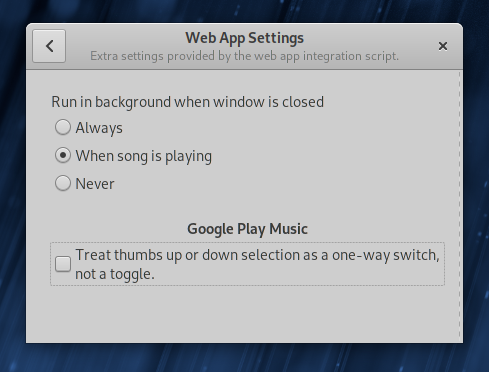 Web App Settings
Extra settings provided by the web app integration script.
Run in background when window is closed
Always
When song is playing
Never
Google Play Music
Treat thumbs up or down selection as a one-way switch,
not a toggle.